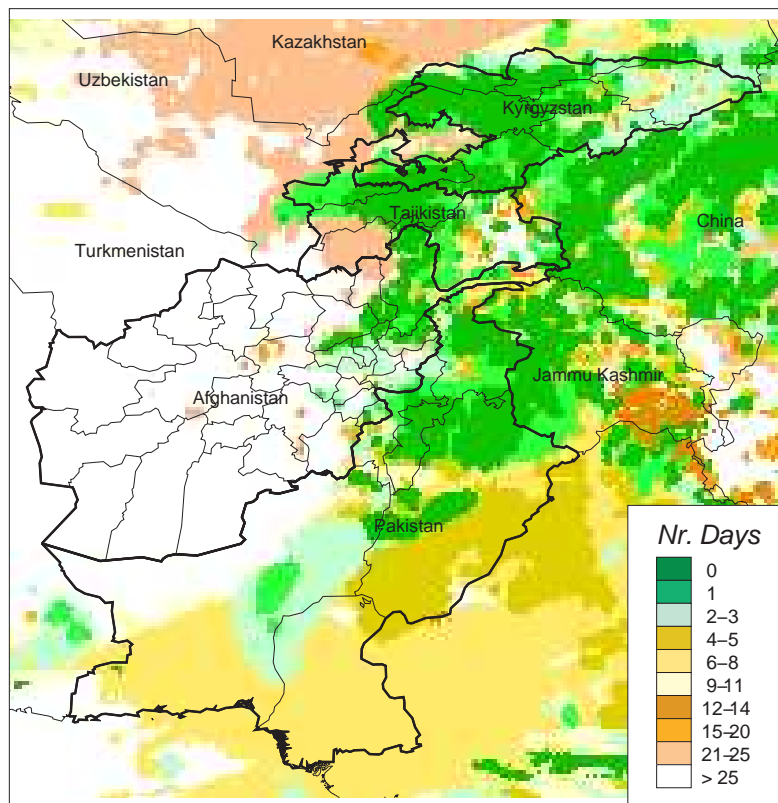 Kazakhstan
Uzbekistan
Kyrgyzstan
Tajikistan
China
Turkmenistan
Jammu Kashmir
Afghanistan
Pakistan
Nr. Days
0
1
2–3
4–5
6–8
9–11
12–14
15–20
21–25
> 25